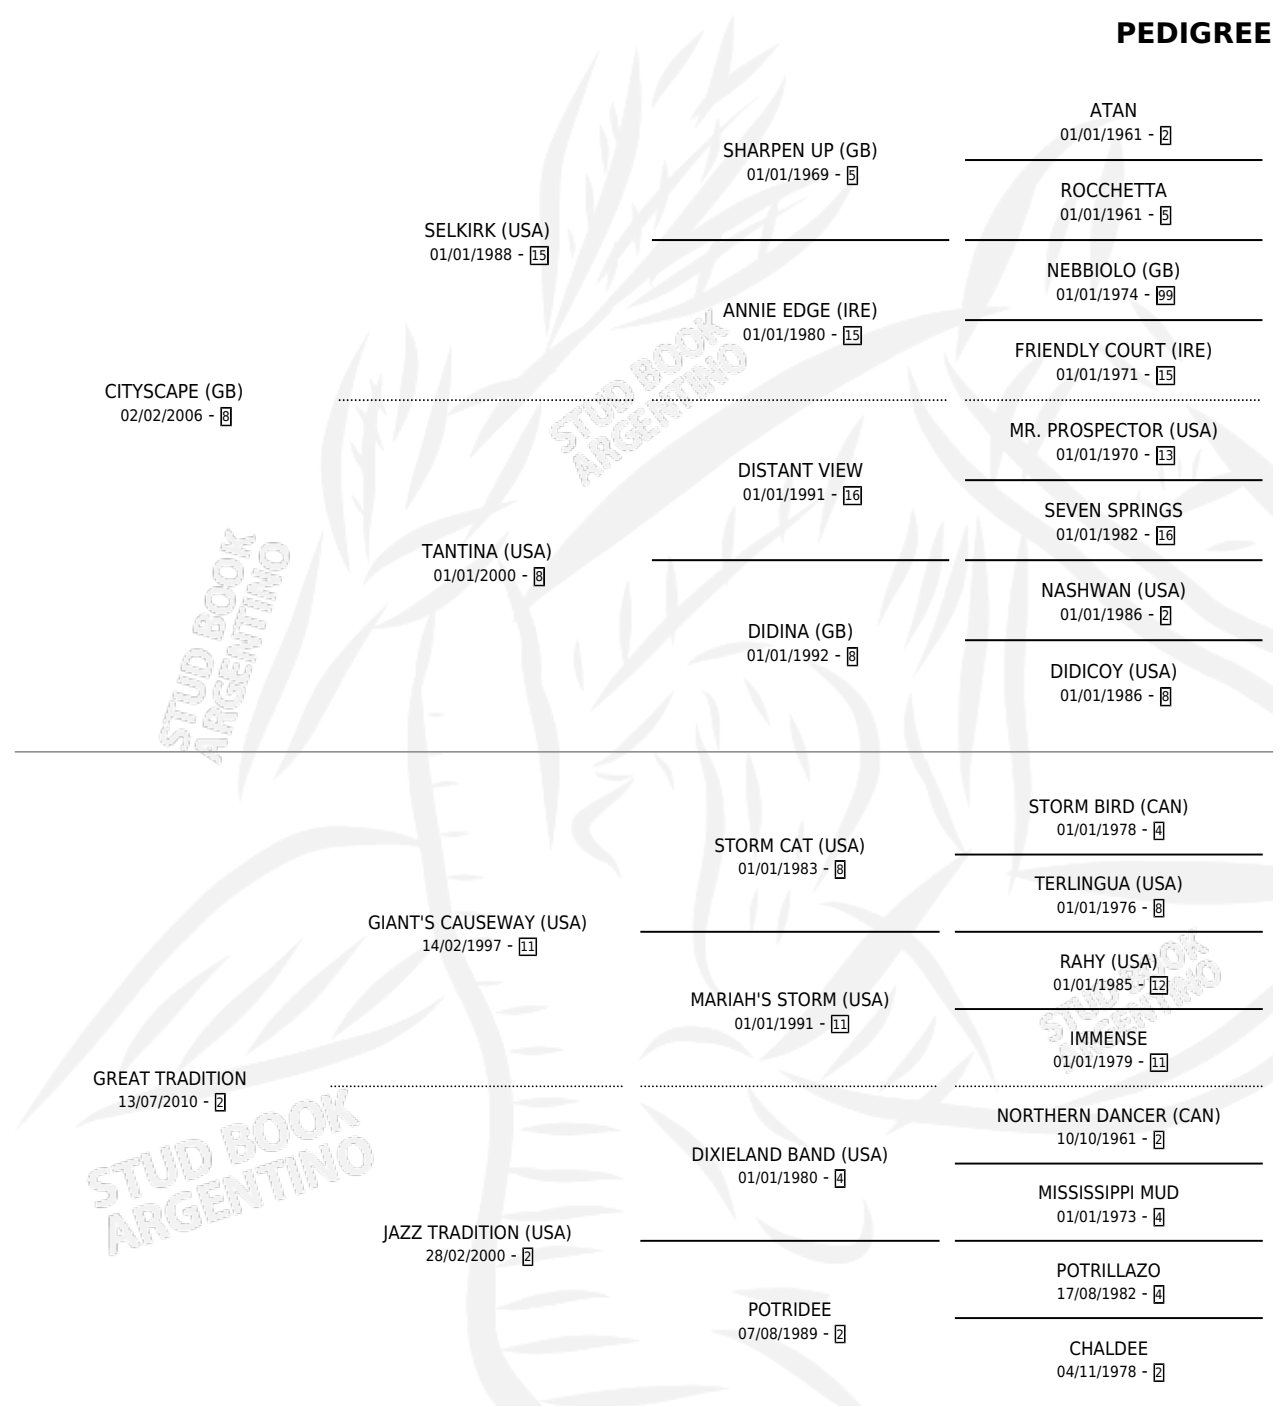 PEDIGREE
CITYSCAPE (GB)
02/02/2006 - 8
SELKIRK (USA)
01/01/1988 - 15
SHARPEN UP (GB)
01/01/1969 - 5
ATAN
01/01/1961 - 2
ROCCHETTA
01/01/1961 - 5
ANNIE EDGE (IRE)
01/01/1980 - 15
NEBBIOLO (GB)
01/01/1974 - 99
FRIENDLY COURT (IRE)
01/01/1971 - 15
TANTINA (USA)
01/01/2000 - 8
DISTANT VIEW
01/01/1991 - 16
MR. PROSPECTOR (USA)
01/01/1970 - 13
SEVEN SPRINGS
01/01/1982 - 16
DIDINA (GB)
01/01/1992 - 8
NASHWAN (USA)
01/01/1986 - 2
DIDICOY (USA)
01/01/1986 - 8
GREAT TRADITION
13/07/2010 - 2
GIANT'S CAUSEWAY (USA)
14/02/1997 - 11
STORM CAT (USA)
01/01/1983 - 8
STORM BIRD (CAN)
01/01/1978 - 4
TERLINGUA (USA)
01/01/1976 - 8
MARIAH'S STORM (USA)
01/01/1991 - 11
RAHY (USA)
01/01/1985 - 12
IMMENSE
01/01/1979 - 11
JAZZ TRADITION (USA)
28/02/2000 - 2
DIXIELAND BAND (USA)
01/01/1980 - 4
NORTHERN DANCER (CAN)
10/10/1961 - 2
MISSISSIPPI MUD
01/01/1973 - 4
POTRIDEE
07/08/1989 - 2
POTRILLAZO
17/08/1982 - 4
CHALDEE
04/11/1978 - 2
STUD BOOK
ARGENTINO
STUD BOOK
ARGENTINO
STUD BOOK
ARGENTINO
STUD BOOK
ARGENTINO